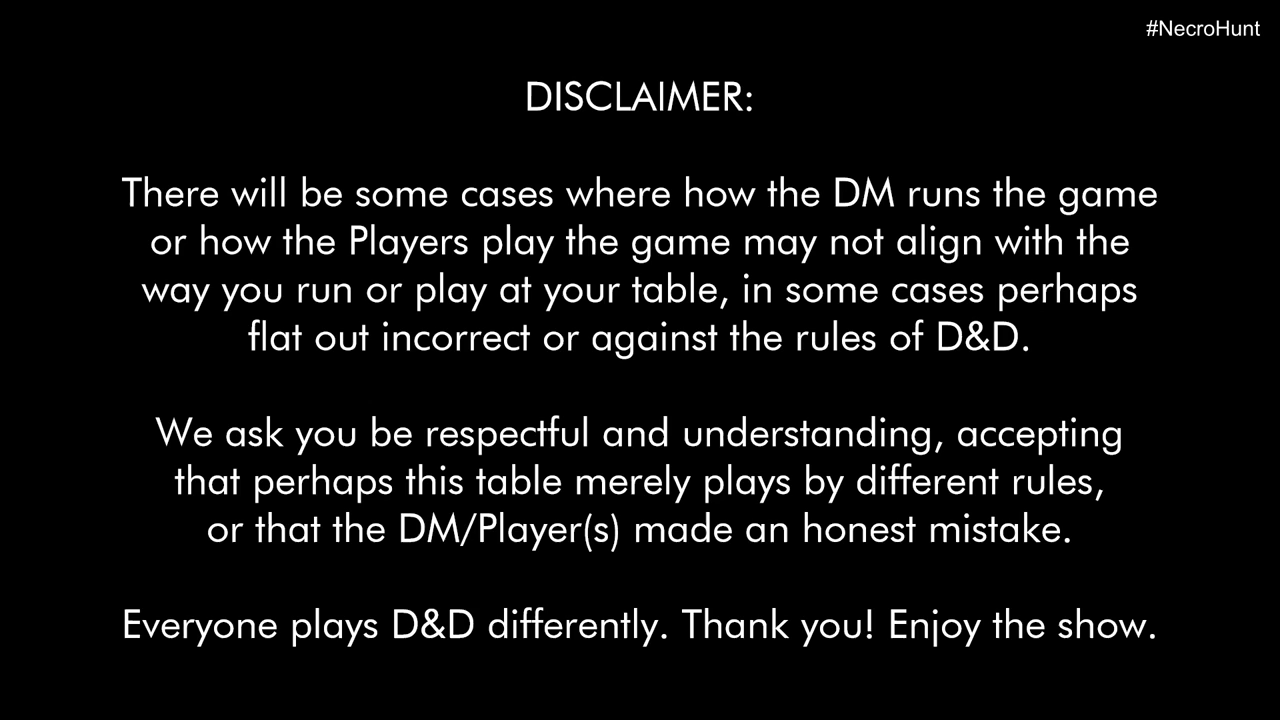 #NecroHunt
DISCLAIMER:
There will be some cases where how the DM runs the game
or how the Players play the game may not align with the
way you run or play at your table, in some cases perhaps
flat out incorrect or against the rules of D&D.
We ask you be respectful and understanding, accepting
that perhaps this table merely plays by different rules,
or that the DM/Player(s) made an honest mistake.
Everyone plays D&D differently. Thank you! Enjoy the show.